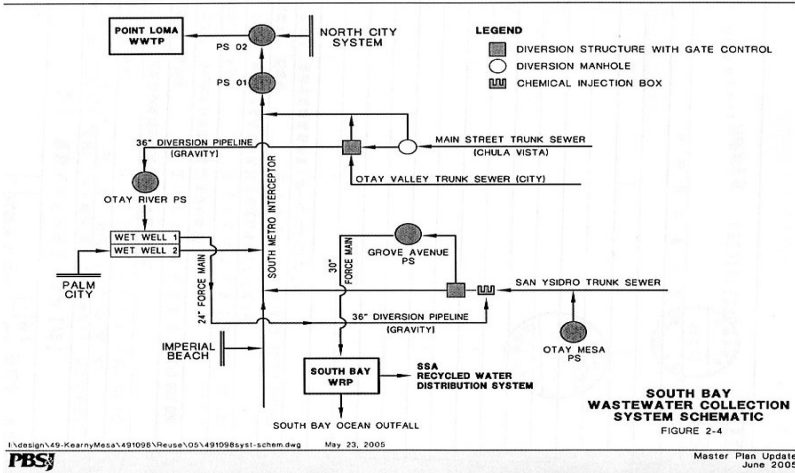 POINT LOMA
WWTP
PS 02
NORTH CITY
SYSTEM
PS 01
LEGEND
DIVERSION STRUCTURE WITH GATE CONTROL
DIVERSION MANHOLE
CHEMICAL INJECTION BOX
36" DIVERSION PIPELINE
(GRAVITY)
MAIN STREET TRUNK SEWER
(CHULA VISTA)
OTAY VALLEY TRUNK SEWER (CITY)
OTAY RIVER PS
SOUTH METRO INTERCEPTOR
WET WELL 1
WET WELL 2
PALM
CITY
24" FORCE MAIN
30"
FORCE MAIN
GROVE AVENUE
PS
SAN YSIDRO TRUNK SEWER
36" DIVERSION PIPELINE
(GRAVITY)
OTAY MESA
PS
IMPERIAL
BEACH
SOUTH BAY
WRP
SSA
RECYCLED WATER
DISTRIBUTION SYSTEM
SOUTH BAY OCEAN OUTFALL
SOUTH BAY
WASTEWATER COLLECTION
SYSTEM SCHEMATIC
FIGURE 2-4
I:\design\49-KearnyMesa\491096\Reuse\05\491096syst-schem.dwg May 23, 2005
PBSJ
Master Plan Update
June 2005